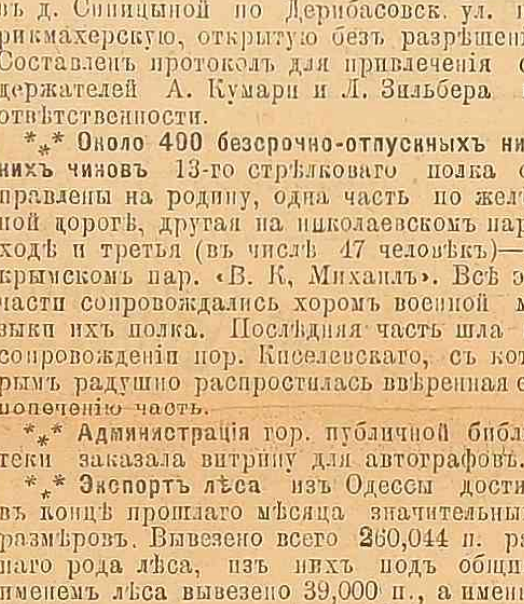 въ д. Синицыной по Дерибасовск. ул. п
рикмахерскую, открытую безъ разрѣшені
Составленъ протоколъ для привлеченія с
держателей А. Кумари и Л. Зильбера
отвѣтственности.
*** Около 400 безсрочно-отпускныхъ ни
нихъ чиновъ 13-го стрѣлковаго полка о
правлены на родину, одна часть по жел
ной дорогѣ, другая на николаевскомъ пар
ходѣ и третья (въ числѣ 47 человѣкъ)—
крымскомъ пар. «В. К, Михаилъ». Всѣ э
части сопровождались хоромъ военной м
зыки ихъ полка. Послѣдняя часть шла
сопровожденіи пор. Киселевскаго, съ кот
рымъ радушно распростилась ввѣренная е
попеченію часть.
*** Администрація гор. публичной библ
теки заказала витрину для автографовъ.
*** Экспортъ лѣса изъ Одессы дости
въ концѣ прошлаго мѣсяца значительны
размѣровъ. Вывезено всего 260,044 п. ра
наго рода лѣса, изъ нихъ подъ общи
именемъ лѣса вывезено 39,000 п., а имен